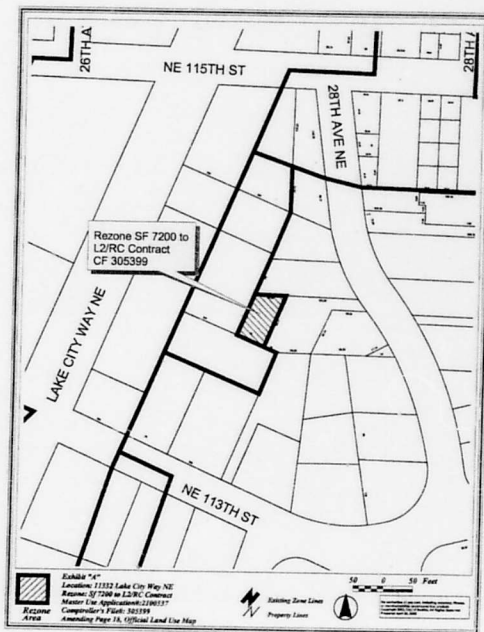 26TH A
NE 115TH ST
28TH A
28TH AVE NE
Rezone SF 7200 to
L2/RC Contract
CF 305399
LAKE CITY WAY NE
NE 113TH ST
Rezone
Area
Exhibit "A"
Location: 11332 Lake City Way NE
Rezone: Sf 7200 to L2/RC Contract
Master Use Application#:2100537
Comptroller's File#: 305399
Amending Page 18, Official Land Use Map
Existing Zone Lines
Property Lines
50 0 50 Feet